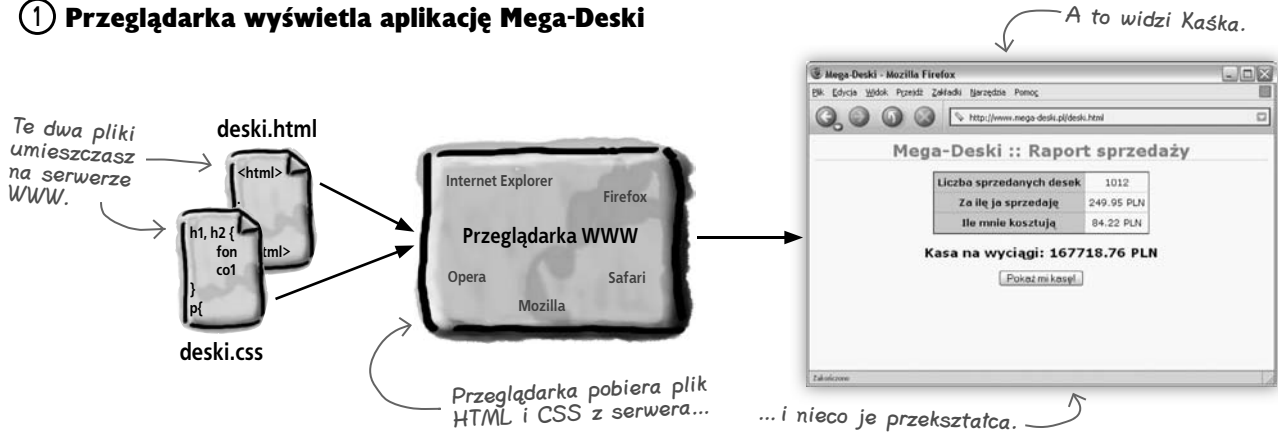 1 Przeglądarka wyświetla aplikację Mega-Deski
A to widzi Kaśka.
Te dwa pliki
umieszczasz
na serwerze
WWW.
deski.html
<html>
.
tml>
h1, h2 {
fon
co1
}
p{
deski.css
Internet Explorer
Firefox
Przeglądarka WWW
Opera
Safari
Mozilla
Przeglądarka pobiera plik
HTML i CSS z serwera...
Mega-Deski - Mozilla Firefox
Plik Edycja Widok Przejdź Zakładki Narzędzia Pomoc
http://www.mega-deski.pl/deski.html
Mega-Deski :: Raport sprzedaży
Liczba sprzedanych desek 1012
Za ilę ja sprzedaję 249.95 PLN
Ile mnie kosztują 84.22 PLN
Kasa na wyciągi: 167718.76 PLN
Pokaż mi kasę!
Zakończono
...i nieco je przekształca.